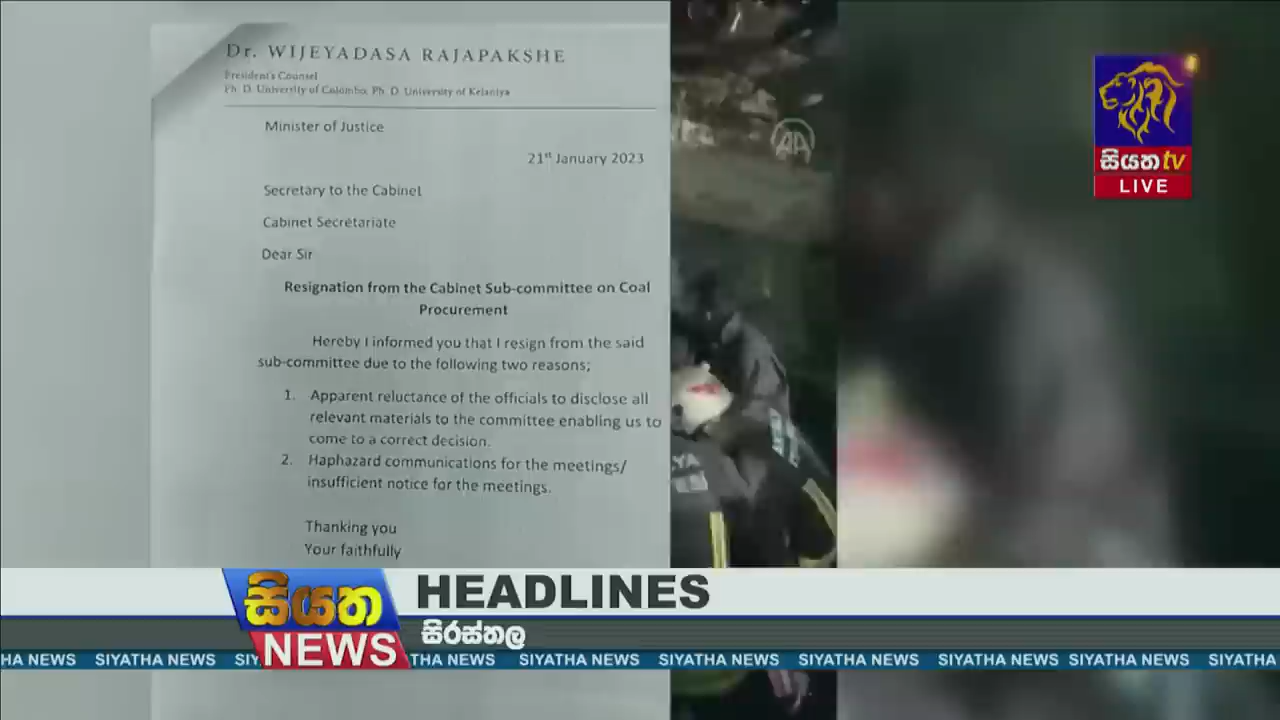 Dr. WIJEYADASA RAJAPAKSHE
President's Counsel
Ph. D. University of Colombo, Ph. D. University of Kelaniya
Minister of Justice
21st January 2023
Secretary to the Cabinet
Cabinet Secretariate
Dear Sir
Resignation from the Cabinet Sub-committee on Coal
Procurement
Hereby I informed you that I resign from the said
sub-committee due to the following two reasons;
1. Apparent reluctance of the officials to disclose all
relevant materials to the committee enabling us to
come to a correct decision.
2. Haphazard communications for the meetings/
insufficient notice for the meetings.
Thanking you
Your faithfully
AA
සියත tv
LIVE
සියත
NEWS
HEADLINES
සිරස්තල
HA NEWS SIYATHA NEWS SIY THA NEWS SIYATHA NEWS SIYATHA NEWS SIYATHA NEWS SIYATHA NEWS SIYATHA NEWS SIYATHA